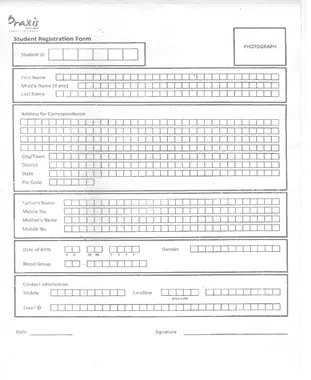 praxis
Student Registration Form
PHOTOGRAPH
Student ID
First Name
Middle Name (if any)
Last Name
Address for Correspondence
City/Town
District
State
Pin Code
Father's Name
Mobile No.
Mother's Name
Mobile No.
Date of Birth D D M M Y Y Y Y Gender
Blood Group
Contact Information
Mobile Landline
Email ID
Date: Signature